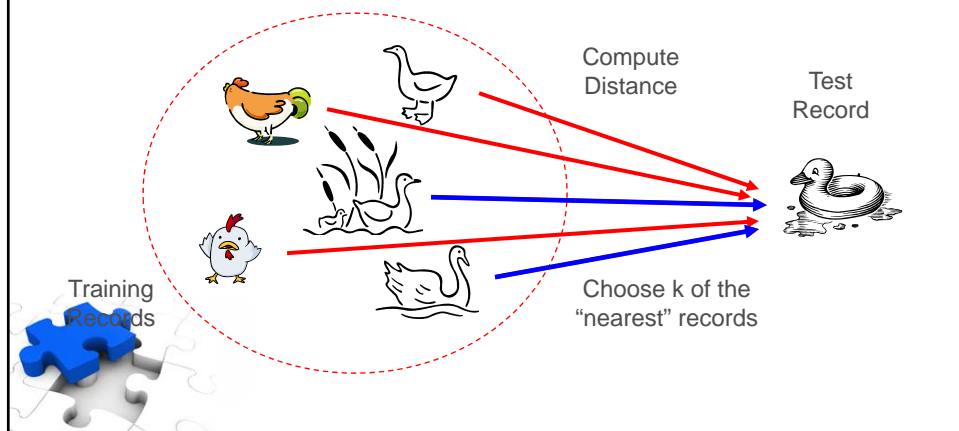 Compute
Distance
Test
Record
Training
Records
Choose k of the
“nearest” records